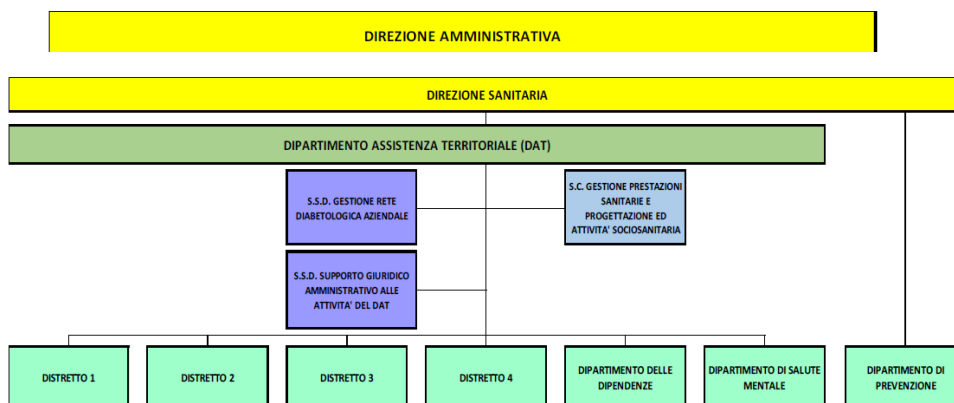 DIREZIONE AMMINISTRATIVA
DIREZIONE SANITARIA
DIPARTIMENTO ASSISTENZA TERRITORIALE (DAT)
S.S.D. GESTIONE RETE
DIABETOLOGICA AZIENDALE
S.C. GESTIONE PRESTAZIONI
SANITARIE E
PROGETTAZIONE ED
ATTIVITA' SOCIOSANITARIA
S.S.D. SUPPORTO GIURIDICO
AMMINISTRATIVO ALLE
ATTIVITA' DEL DAT
DISTRETTO 1
DISTRETTO 2
DISTRETTO 3
DISTRETTO 4
DIPARTIMENTO DELLE
DIPENDENZE
DIPARTIMENTO DI SALUTE
MENTALE
DIPARTIMENTO DI
PREVENZIONE